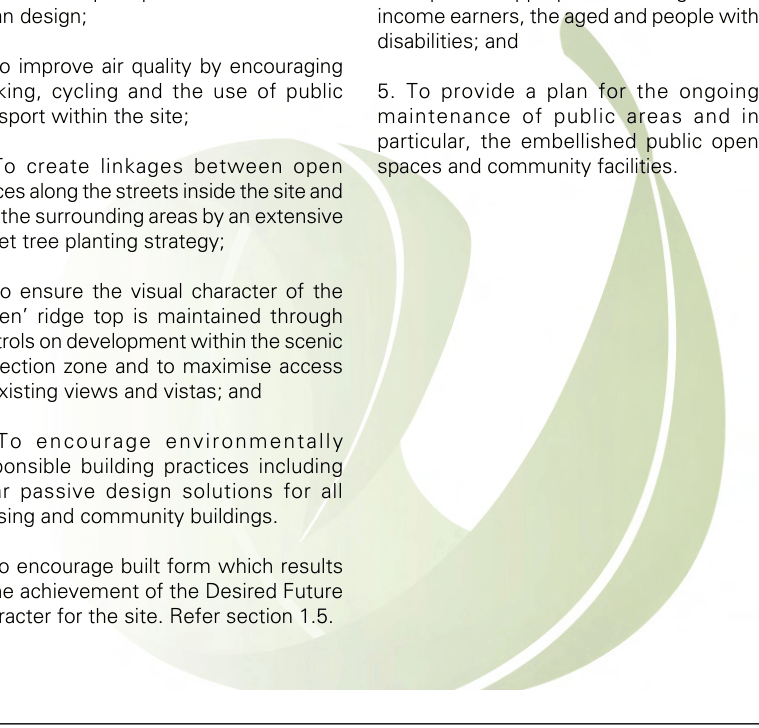 n design;
o improve air quality by encouraging
king, cycling and the use of public
sport within the site;
To create linkages between open
ces along the streets inside the site and
the surrounding areas by an extensive
et tree planting strategy;
o ensure the visual character of the
en’ ridge top is maintained through
trols on development within the scenic
ection zone and to maximise access
xisting views and vistas; and
To encourage environmentally
ponsible building practices including
ar passive design solutions for all
sing and community buildings.
o encourage built form which results
he achievement of the Desired Future
racter for the site. Refer section 1.5.
income earners, the aged and people with
disabilities; and
5. To provide a plan for the ongoing
maintenance of public areas and in
particular, the embellished public open
spaces and community facilities.